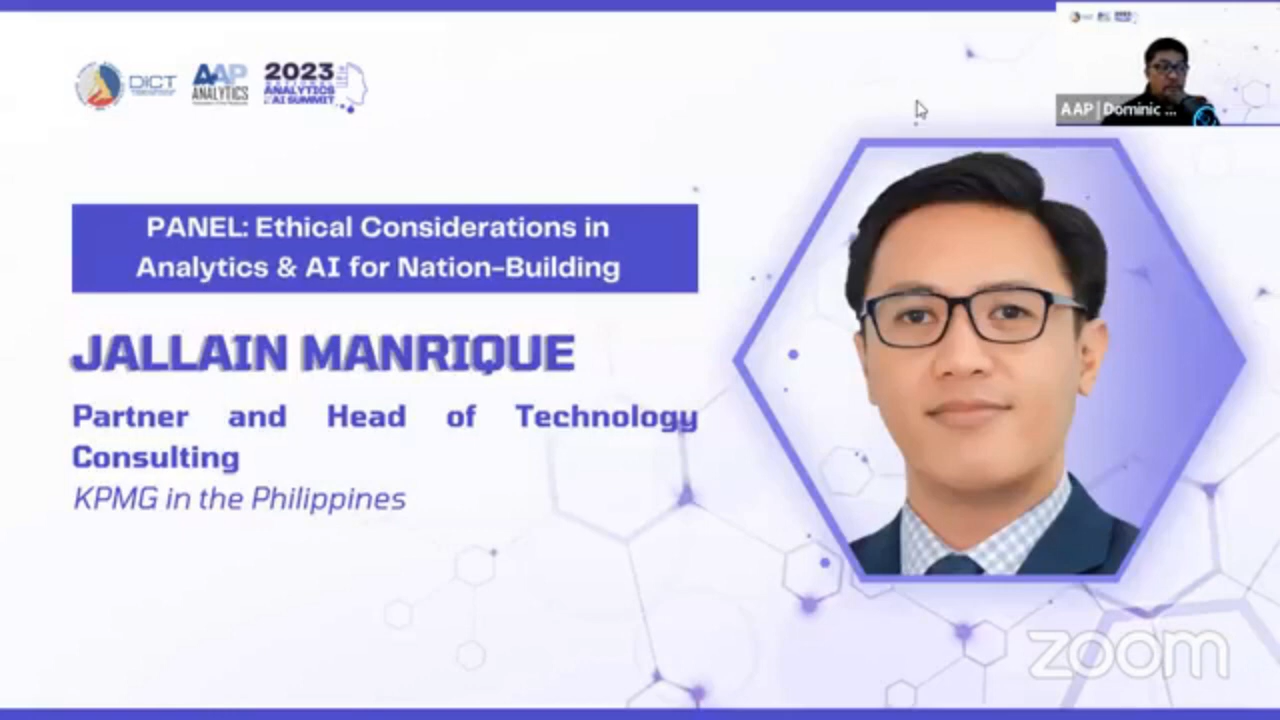 DICT
AAP
ANALYTICS
2023
ANALYTICS
AI SUMMIT
AAP | Dominic ...
PANEL: Ethical Considerations in
Analytics & AI for Nation-Building
JALLAIN MANRIQUE
Partner and Head of Technology
Consulting
KPMG in the Philippines
zoom